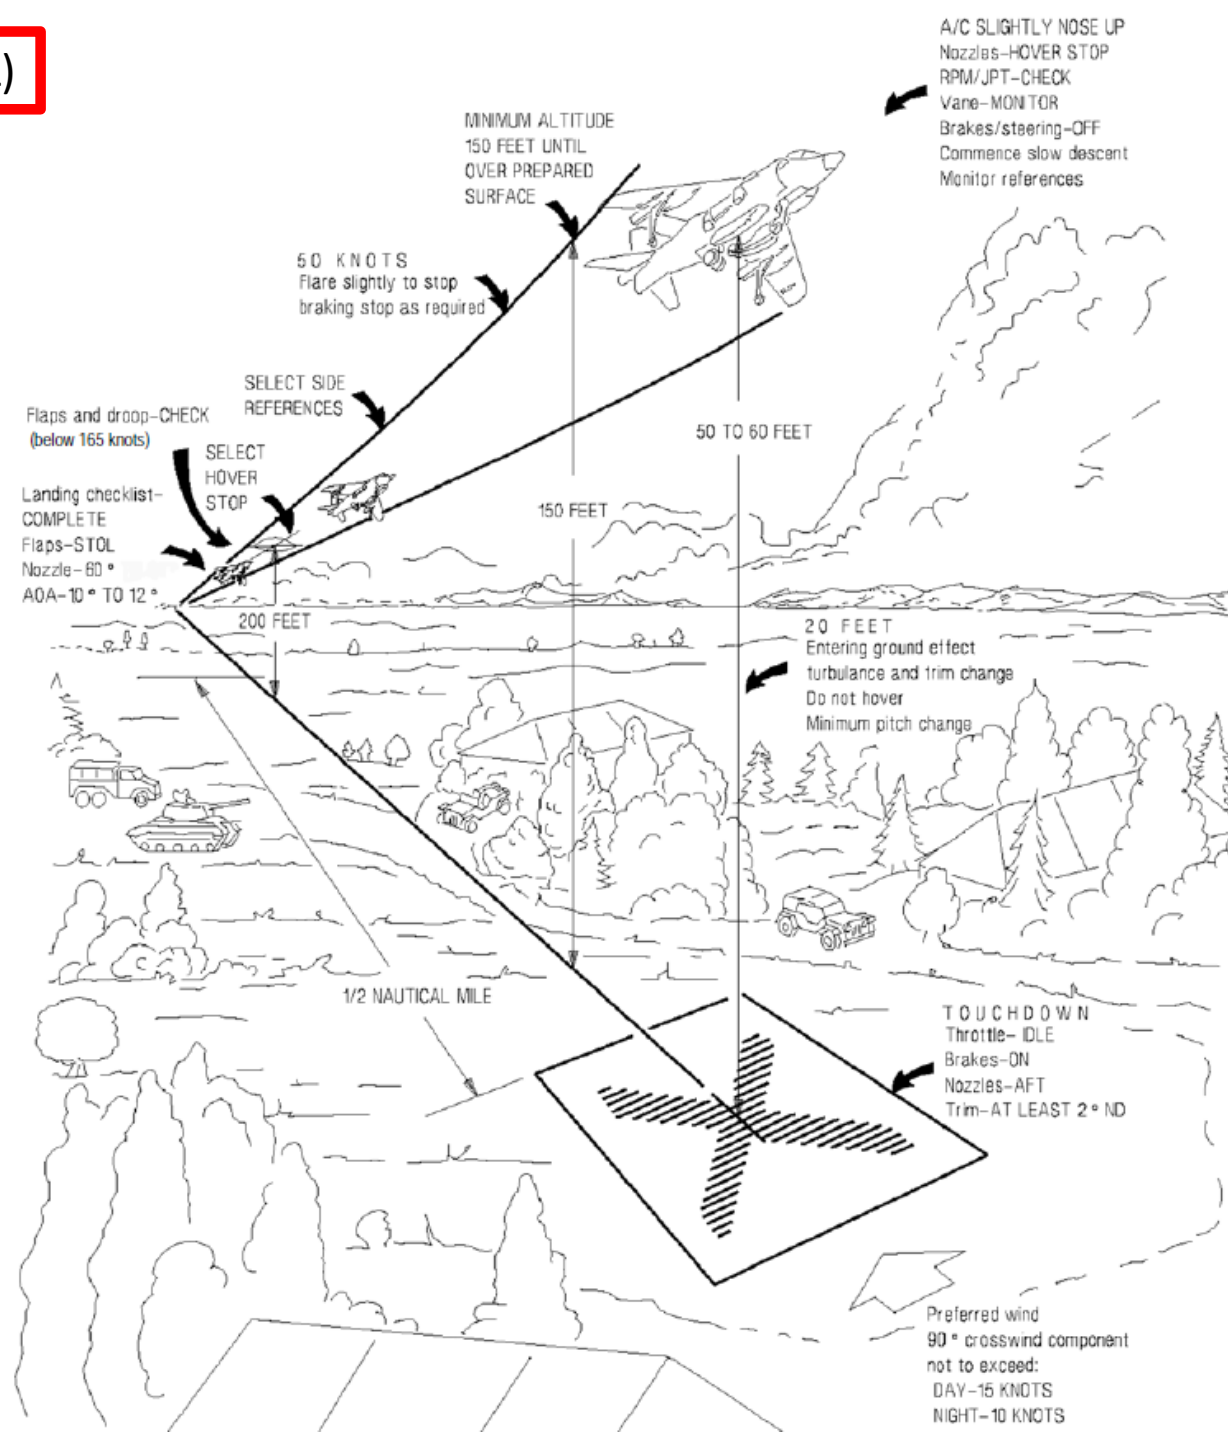 )
A/C SLIGHTLY NOSE UP
Nozzles-HOVER STOP
RPM/JPT-CHECK
Vane-MONITOR
Brakes/steering-OFF
Commence slow descent
Monitor references
MINIMUM ALTITUDE
150 FEET UNTIL
OVER PREPARED
SURFACE
50 KNOTS
Flare slightly to stop
braking stop as required
SELECT SIDE
REFERENCES
Flaps and droop-CHECK
(below 165 knots)
SELECT
HOVER
STOP
Landing checklist-
COMPLETE
Flaps-STOL
Nozzle-60°
AOA-10° TO 12°
50 TO 60 FEET
150 FEET
200 FEET
20 FEET
Entering ground effect
turbulance and trim change
Do not hover
Minimum pitch change
1/2 NAUTICAL MILE
TOUCHDOWN
Throttle- IDLE
Brakes-ON
Nozzles-AFT
Trim-AT LEAST 2° ND
Preferred wind
90° crosswind component
not to exceed:
DAY-15 KNOTS
NIGHT-10 KNOTS